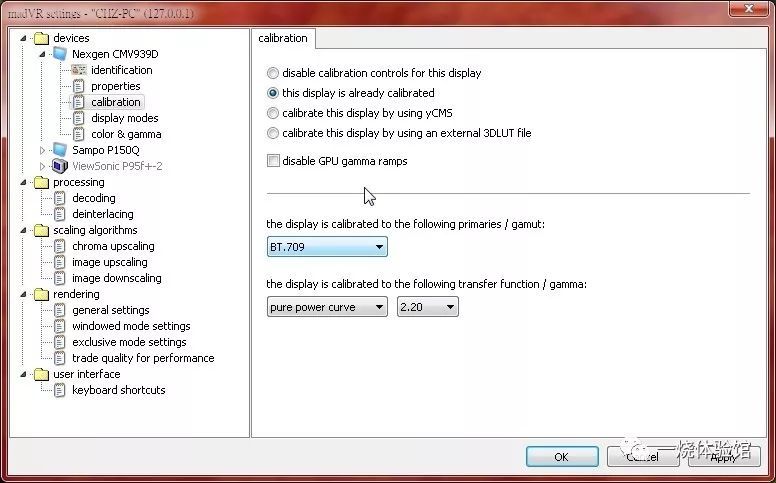 madVR settings - "CHZ-PC" (127.0.0.1)
devices
Nexgen CMV939D
identification
properties
calibration
display modes
color & gamma
Sampo P150Q
ViewSonic P95f+-2
processing
decoding
deinterlacing
scaling algorithms
chroma upscaling
image upscaling
image downscaling
rendering
general settings
windowed mode settings
exclusive mode settings
trade quality for performance
user interface
keyboard shortcuts
calibration
disable calibration controls for this display
this display is already calibrated
calibrate this display by using yCMS
calibrate this display by using an external 3DLUT file
disable GPU gamma ramps
the display is calibrated to the following primaries / gamut:
BT.709
the display is calibrated to the following transfer function / gamma:
pure power curve 2.20
OK Cancel Apply
一烧体验馆